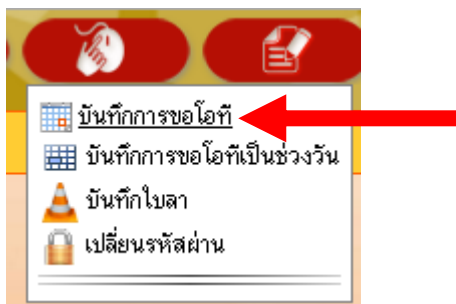 บันทึกการขอโอที
บันทึกการขอโอทีเป็นช่วงวัน
บันทึกใบลา
เปลี่ยนรหัสผ่าน